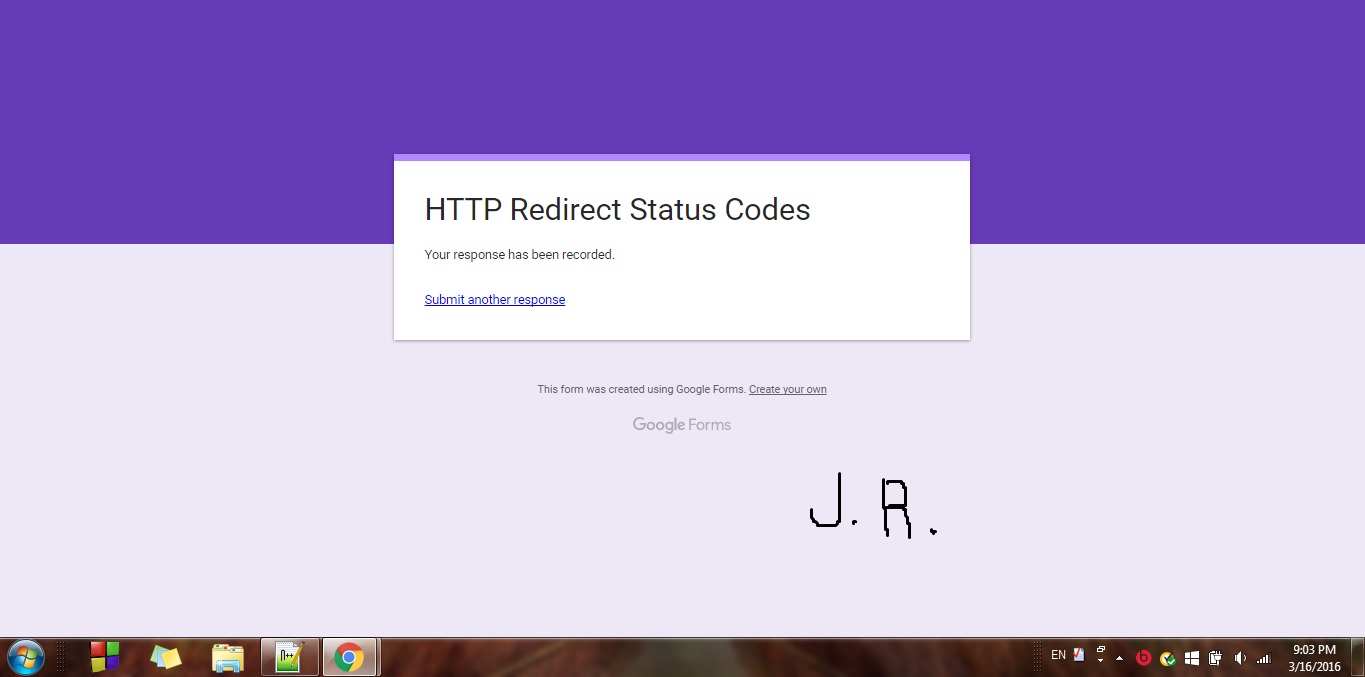 HTTP Redirect Status Codes
Your response has been recorded.
Submit another response
This form was created using Google Forms. Create your own
Google Forms
J. R.
N++
EN
9:03 PM
3/16/2016